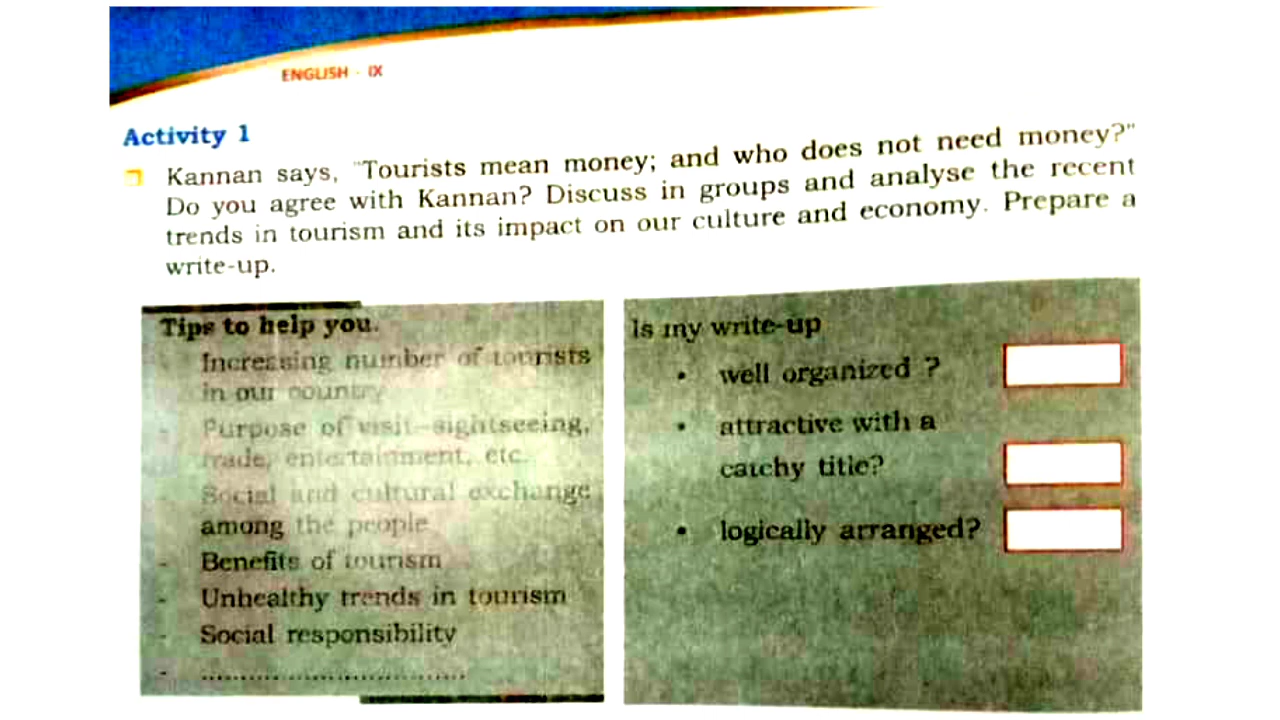 ENGLISH - IX
Activity 1
Kannan says, "Tourists mean money; and who does not need money?"
Do you agree with Kannan? Discuss in groups and analyse the recent
trends in tourism and its impact on our culture and economy. Prepare a
write-up.
Tips to help you.
- Increasing number of tourists
in our country
- Purpose of visit-sightseeing,
trade, entertainment, etc.
- Social and cultural exchange
among the people
- Benefits of tourism
- Unhealthy trends in tourism
- Social responsibility
- ................................
Is my write-up
• well organized ?
• attractive with a
catchy title?
• logically arranged?